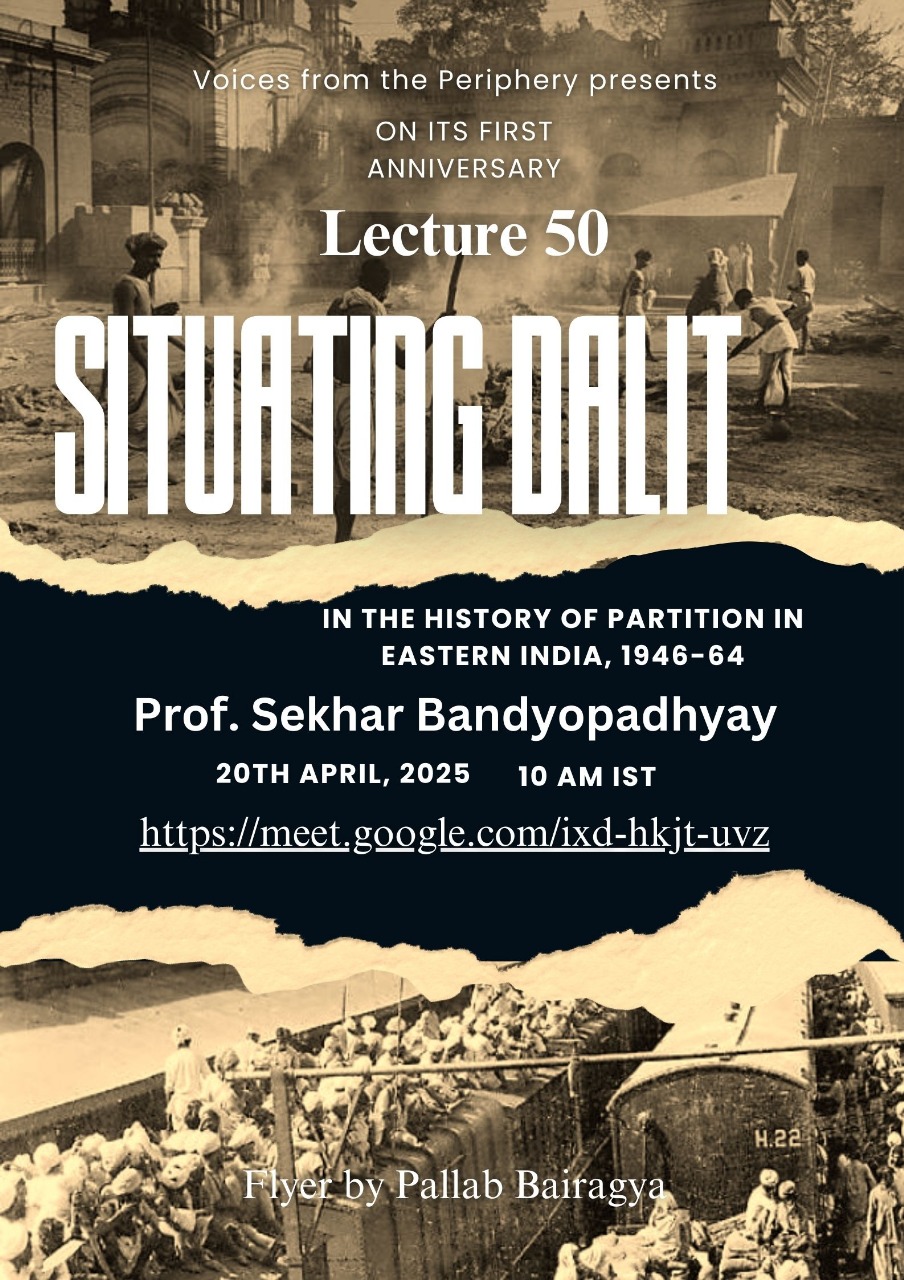 Voices from the Periphery presents
ON ITS FIRST
ANNIVERSARY
Lecture 50
SITUATING DALIT
IN THE HISTORY OF PARTITION IN
EASTERN INDIA, 1946-64
Prof. Sekhar Bandyopadhyay
20TH APRIL, 2025 10 AM IST
https://meet.google.com/ixd-hkjt-uvz
H.22
Flyer by Pallab Bairagya